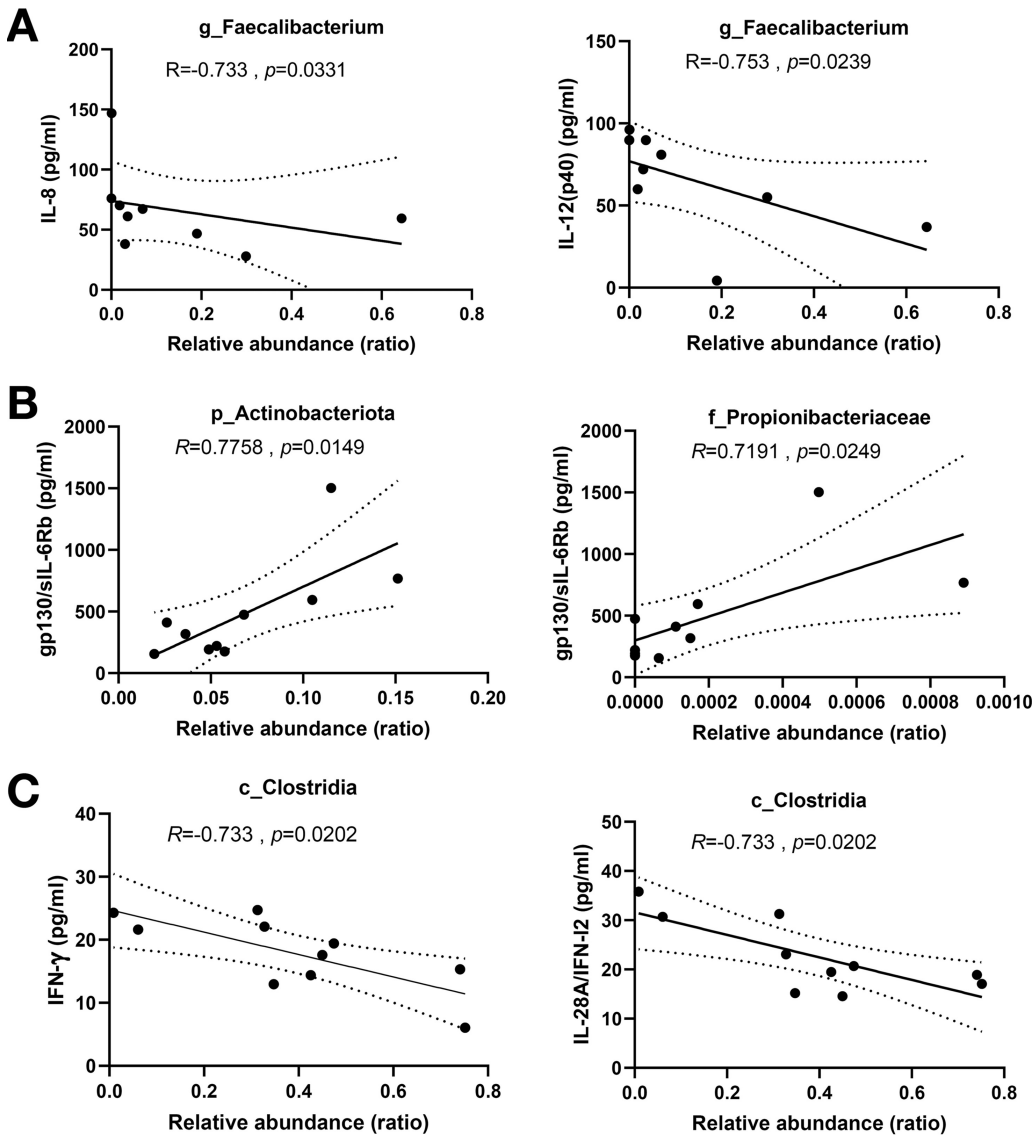 A
g_Faecalibacterium
R=-0.733 , p=0.0331
IL-8 (pg/ml)
200
150
100
50
0
0.0 0.2 0.4 0.6 0.8
Relative abundance (ratio)
g_Faecalibacterium
R=-0.753 , p=0.0239
IL-12(p40) (pg/ml)
150
100
50
0
0.0 0.2 0.4 0.6 0.8
Relative abundance (ratio)
B
p_Actinobacteriota
R=0.7758 , p=0.0149
gp130/sIL-6Rb (pg/ml)
2000
1500
1000
500
0
0.00 0.05 0.10 0.15 0.20
Relative abundance (ratio)
f_Propionibacteriaceae
R=0.7191 , p=0.0249
gp130/sIL-6Rb (pg/ml)
2000
1500
1000
500
0
0.0000 0.0002 0.0004 0.0006 0.0008 0.0010
Relative abundance (ratio)
C
c_Clostridia
R=-0.733 , p=0.0202
IFN-γ (pg/ml)
40
30
20
10
0
0.0 0.2 0.4 0.6 0.8
Relative abundance (ratio)
c_Clostridia
R=-0.733 , p=0.0202
IL-28A/IFN-l2 (pg/ml)
50
40
30
20
10
0
0.0 0.2 0.4 0.6 0.8
Relative abundance (ratio)